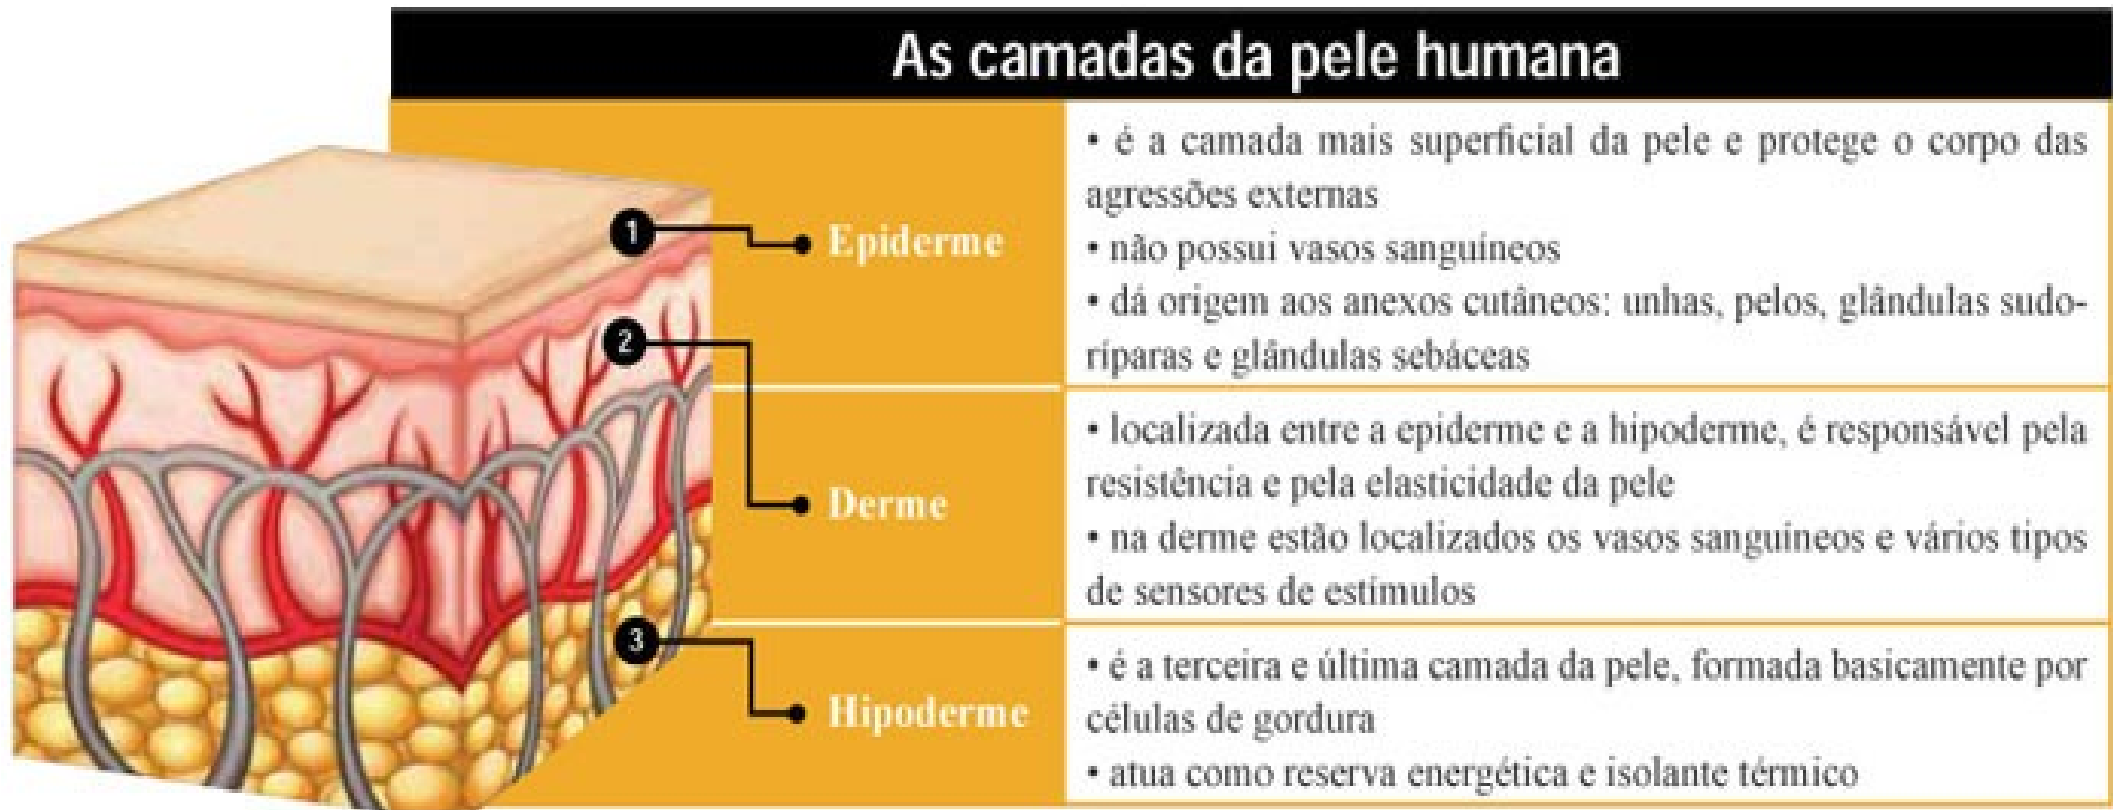 As camadas da pele humana
1
Epiderme
• é a camada mais superficial da pele e protege o corpo das
agressões externas
• não possui vasos sanguíneos
• dá origem aos anexos cutâneos: unhas, pelos, glândulas sudo-
ríparas e glândulas sebáceas
2
Derme
• localizada entre a epiderme e a hipoderme, é responsável pela
resistência e pela elasticidade da pele
• na derme estão localizados os vasos sanguíneos e vários tipos
de sensores de estímulos
3
Hipoderme
• é a terceira e última camada da pele, formada basicamente por
células de gordura
• atua como reserva energética e isolante térmico